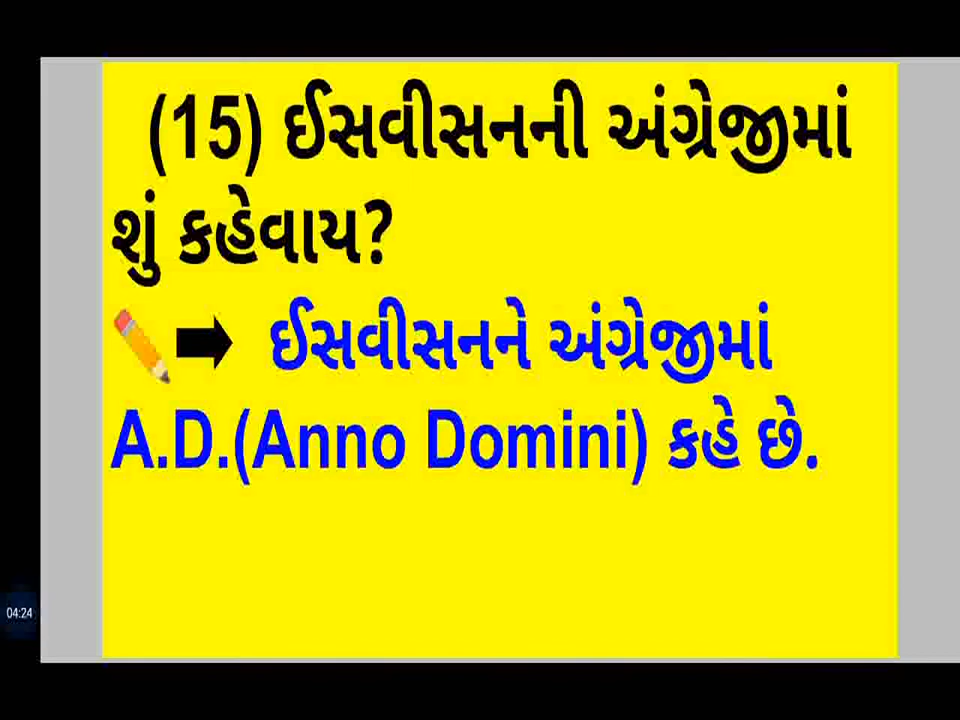 (15) ઈસવીસનની અંગ્રેજીમાં
શું કહેવાય?
ઈસવીસનને અંગ્રેજીમાં
A.D.(Anno Domini) કહે છે.
04:24